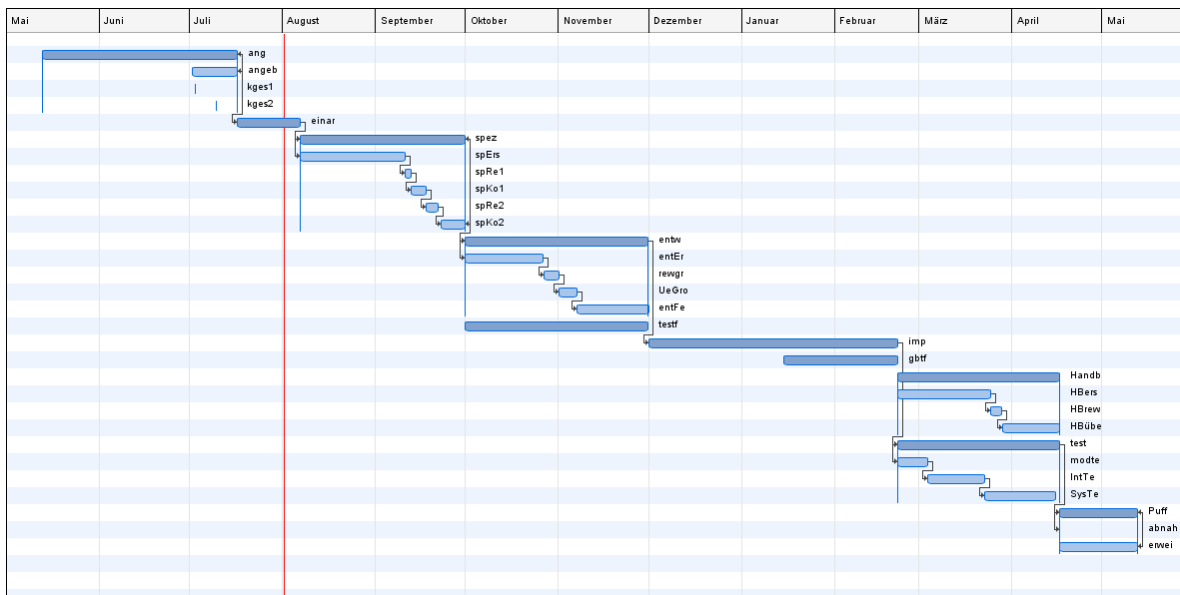 Mai Juni Juli August September Oktober November Dezember Januar Februar März April Mai
ang
angeb
kges1
kges2
einar
spez
spErs
spRe1
spKo1
spRe2
spKo2
entw
entEr
rewgr
UeGro
entFe
testf
imp
gbtf
Handb
HBers
HBrew
HBübe
test
modte
IntTe
SysTe
Puff
abnah
erwei